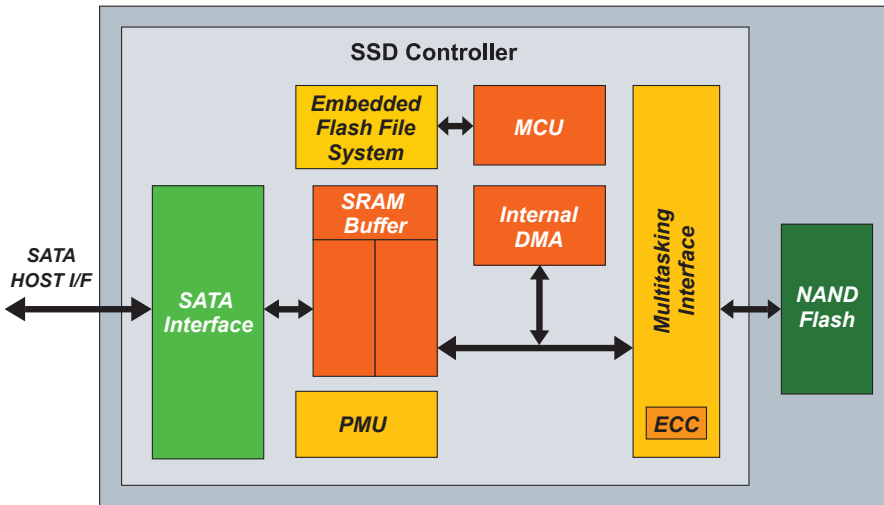 SSD Controller
Embedded
Flash File
System
MCU
SRAM
Buffer
Internal
DMA
SATA
HOST I/F
SATA
Interface
Multitasking
Interface
NAND
Flash
PMU
ECC